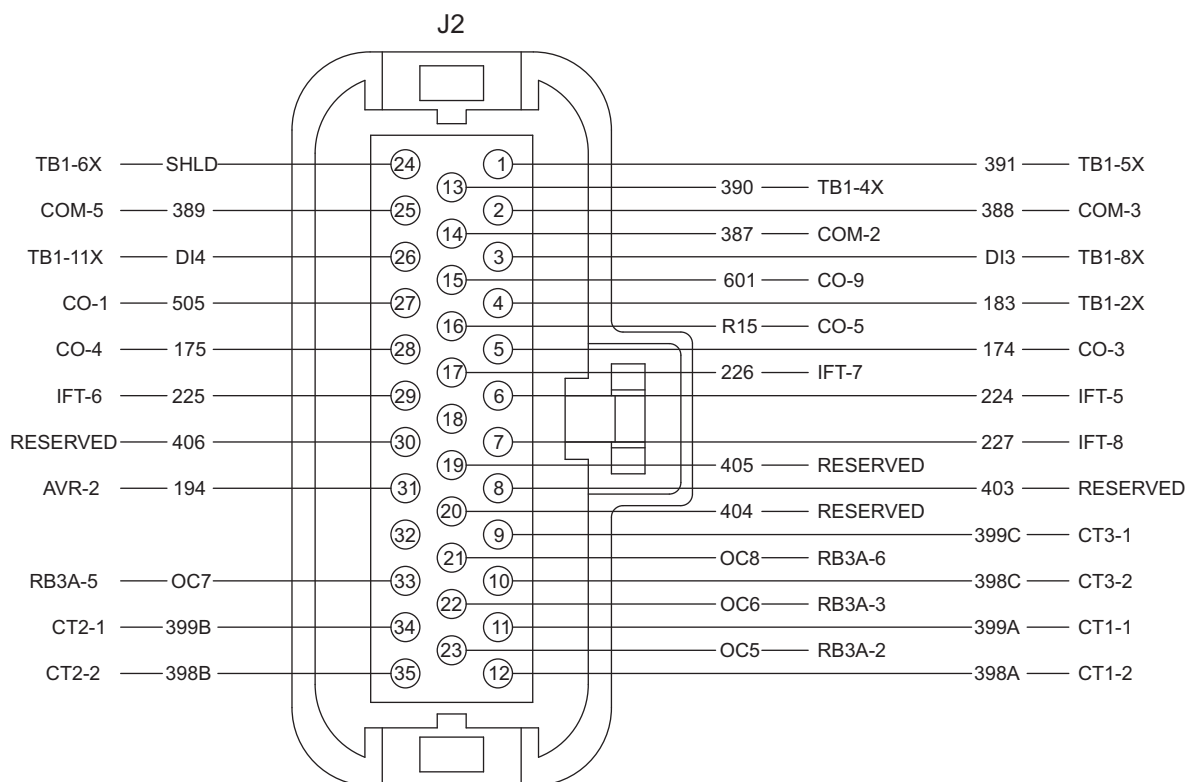 J2
TB1-6X SHLD 24 1 391 TB1-5X
13 390 TB1-4X
COM-5 389 25 2 388 COM-3
14 387 COM-2
TB1-11X DI4 26 3 DI3 TB1-8X
15 601 CO-9
CO-1 505 27 4 183 TB1-2X
16 R15 CO-5
CO-4 175 28 5 174 CO-3
17 226 IFT-7
IFT-6 225 29 6 224 IFT-5
18
RESERVED 406 30 7 227 IFT-8
19 405 RESERVED
AVR-2 194 31 8 403 RESERVED
20 404 RESERVED
32 9 399C CT3-1
21 OC8 RB3A-6
RB3A-5 OC7 33 10 398C CT3-2
22 OC6 RB3A-3
CT2-1 399B 34 11 399A CT1-1
23 OC5 RB3A-2
CT2-2 398B 35 12 398A CT1-2